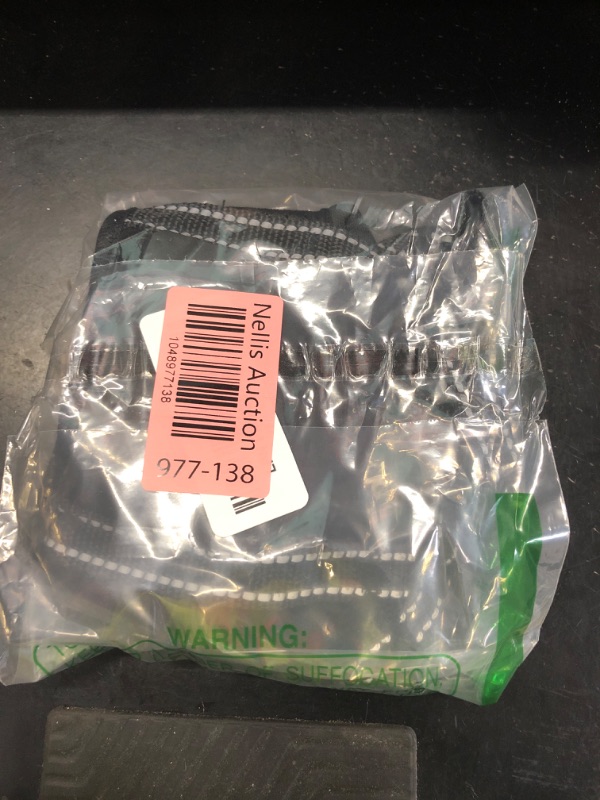 Nellis Auction
1048977138
977-138
WARNING:
SUFFOCATION